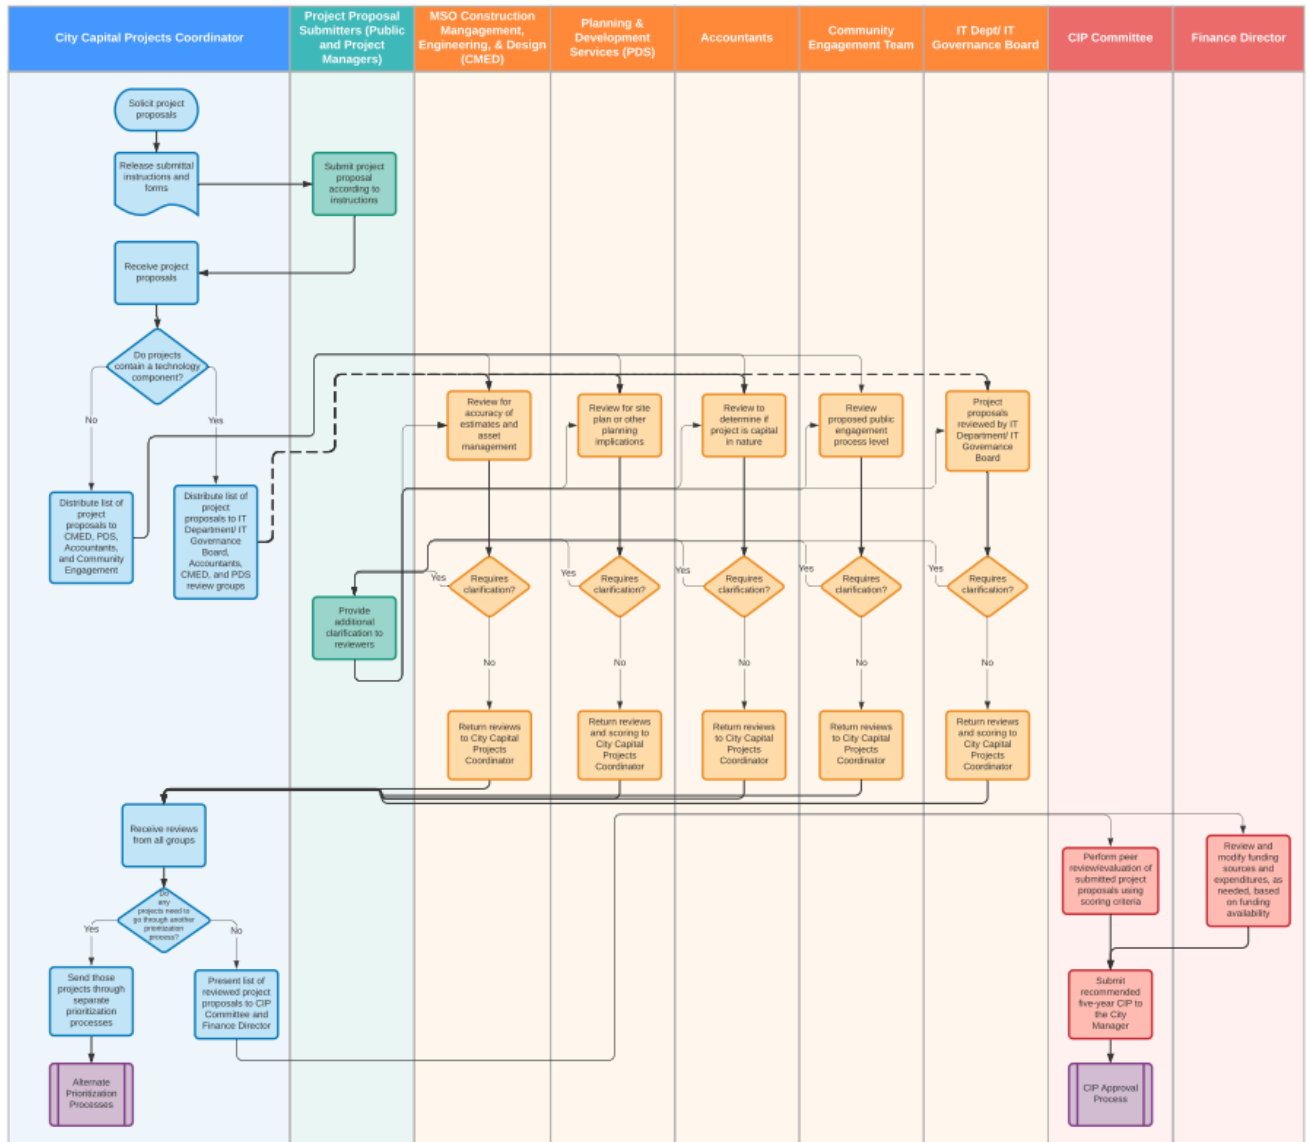 City Capital Projects Coordinator
Project Proposal
Submitters (Public
and Project
Managers)
MSO Construction
Mangagement,
Engineering, & Design
(CMED)
Planning &
Development
Services (PDS)
Accountants
Community
Engagement Team
IT Dept/ IT
Governance Board
CIP Committee
Finance Director
Solicit project
proposals
Release submittal
instructions and
forms
Submit project
proposal
according to
instructions
Receive project
proposals
Do projects
contain a technology
component?
No
Yes
Review for
accuracy of
estimates and
asset
management
Review for site
plan or other
planning
implications
Review to
determine if
project is capital
in nature
Review
proposed public
engagement
process level
Project
proposals
reviewed by IT
Department/ IT
Governance
Board
Distribute list of
project
proposals to
CMED, PDS,
Accountants,
and Community
Engagement
Distribute list of
project
proposals to IT
Department/ IT
Governance
Board,
Accountants,
CMED, and PDS
review groups
Yes
Requires
clarification?
Yes
Requires
clarification?
Yes
Requires
clarification?
Yes
Requires
clarification?
Yes
Requires
clarification?
Provide
additional
clarification to
reviewers
No
No
No
No
No
Return reviews
to City Capital
Projects
Coordinator
Return reviews
and scoring to
City Capital
Projects
Coordinator
Return reviews
to City Capital
Projects
Coordinator
Return reviews
to City Capital
Projects
Coordinator
Return reviews
and scoring to
City Capital
Projects
Coordinator
Receive reviews
from all groups
Perform peer
review/evaluation of
submitted project
proposals using
scoring criteria
Review and
modify funding
sources and
expenditures, as
needed, based
on funding
availability
Do
any
projects need to
go through another
prioritization
process?
Yes
No
Send those
projects through
separate
prioritization
processes
Present list of
reviewed project
proposals to CIP
Committee and
Finance Director
Submit
recommended
five-year CIP to
the City
Manager
Alternate
Prioritization
Processes
CIP Approval
Process